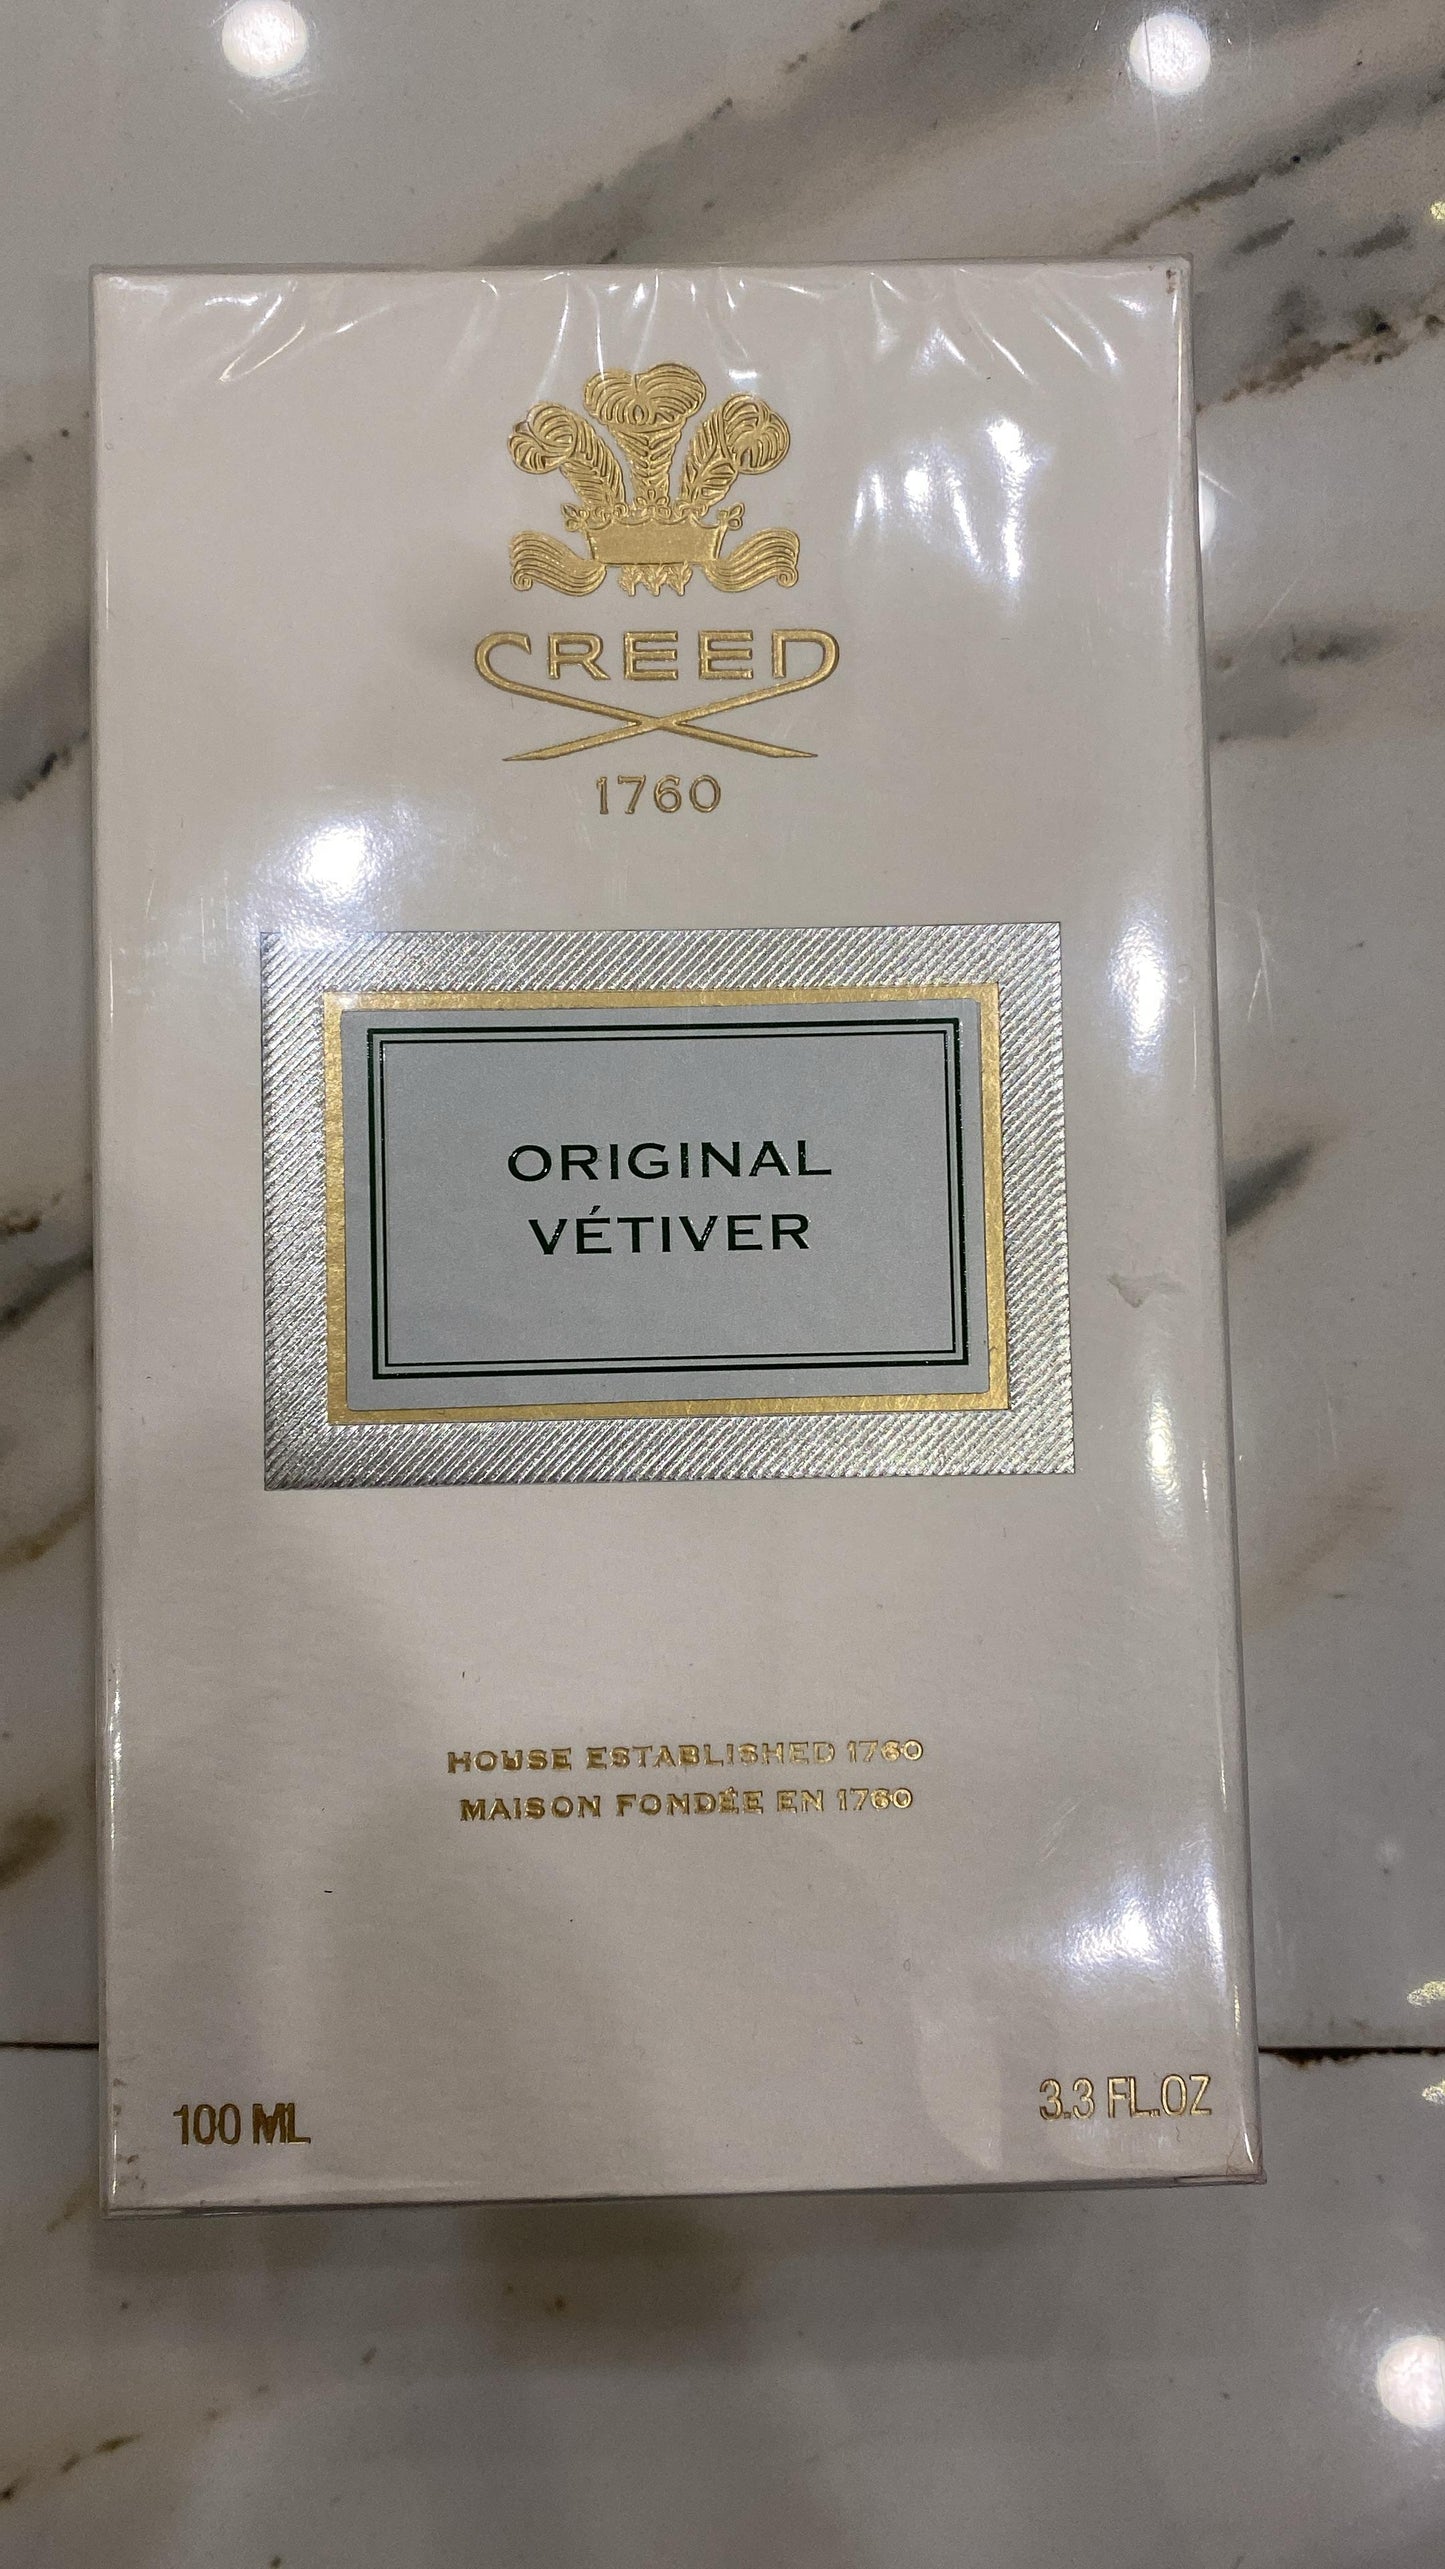 CREED
1760
ORIGINAL
VÉTIVER
HOUSE ESTABLISHED 1760
MAISON FONDÉE EN 1760
100 ML
3.3 FL.OZ